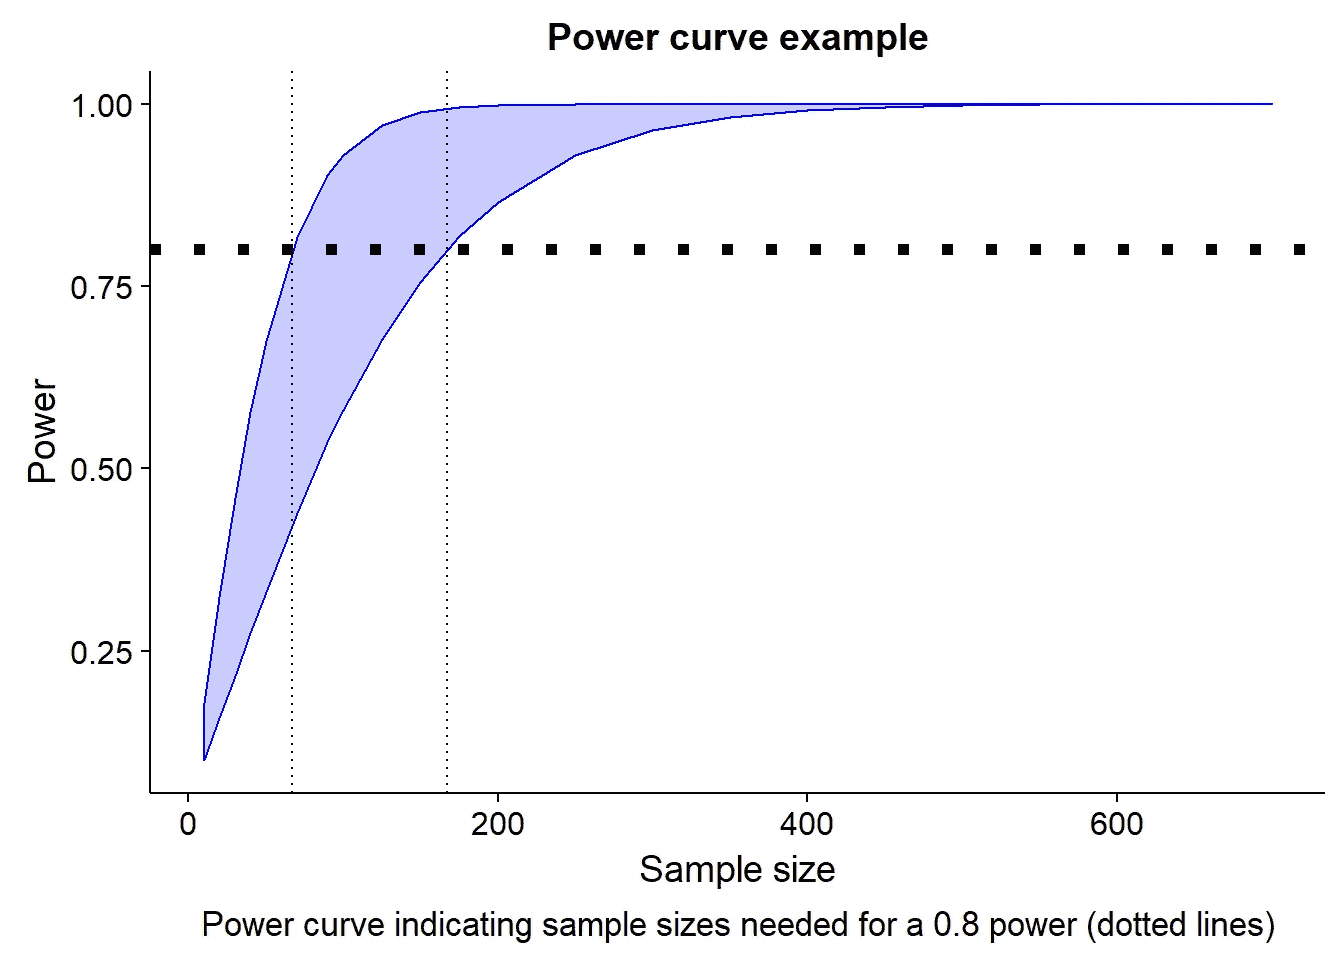 Power curve example
1.00
0.75
0.50
0.25
Power
0 200 400 600
Sample size
Power curve indicating sample sizes needed for a 0.8 power (dotted lines)